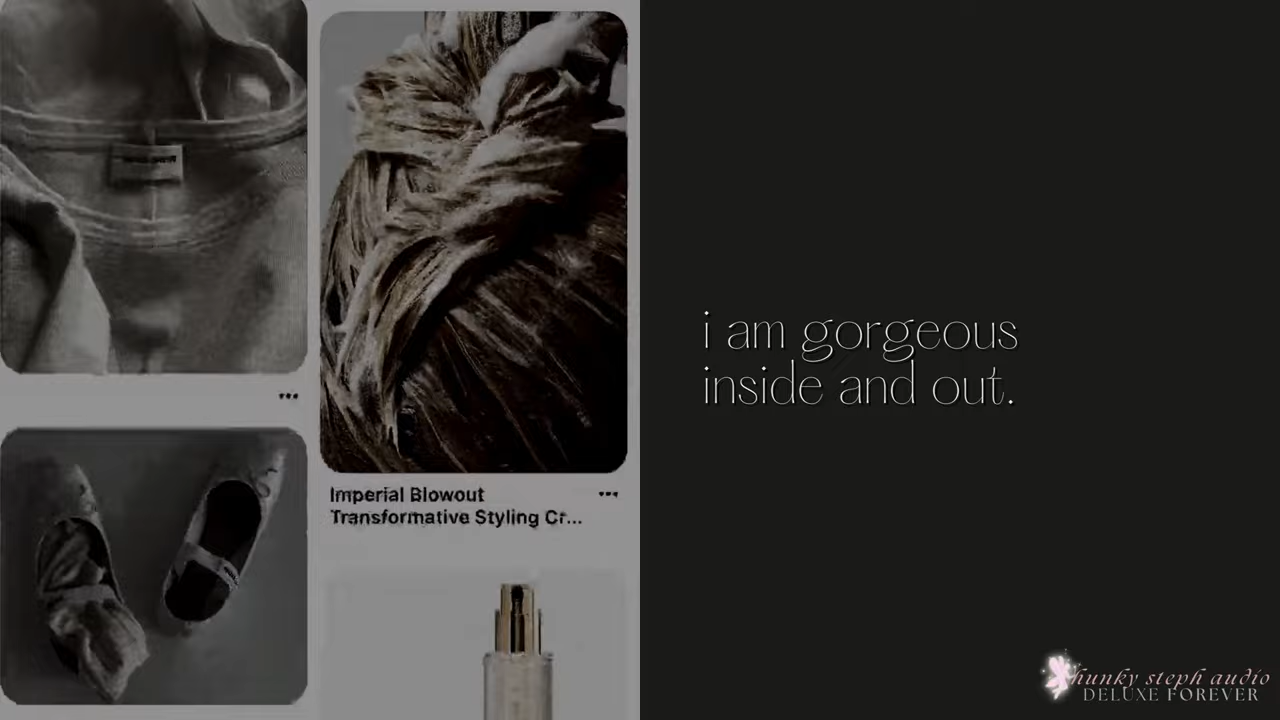 Imperial Blowout
Transformative Styling Cr...
i am gorgeous
inside and out.
hunky steph audio
DELUXE FOREVER